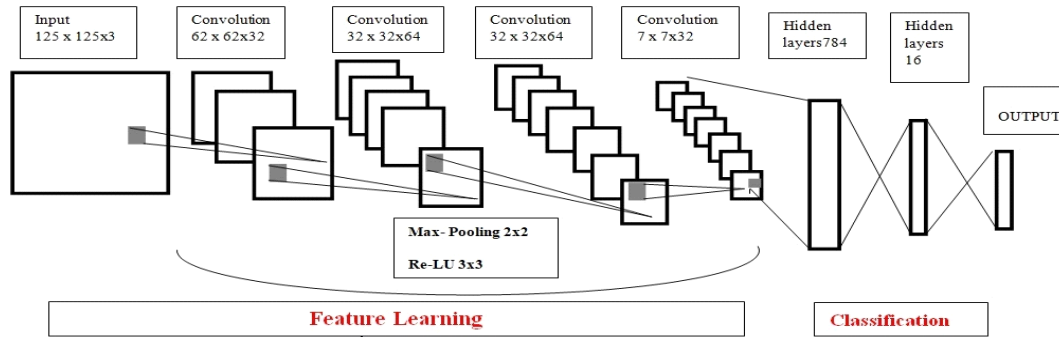 Input
125 x 125x3
Convolution
62 x 62x32
Convolution
32 x 32x64
Convolution
32 x 32x64
Convolution
7 x 7x32
Hidden
layers784
Hidden
layers
16
OUTPUT
Max- Pooling 2x2
Re-LU 3x3
Feature Learning
Classification